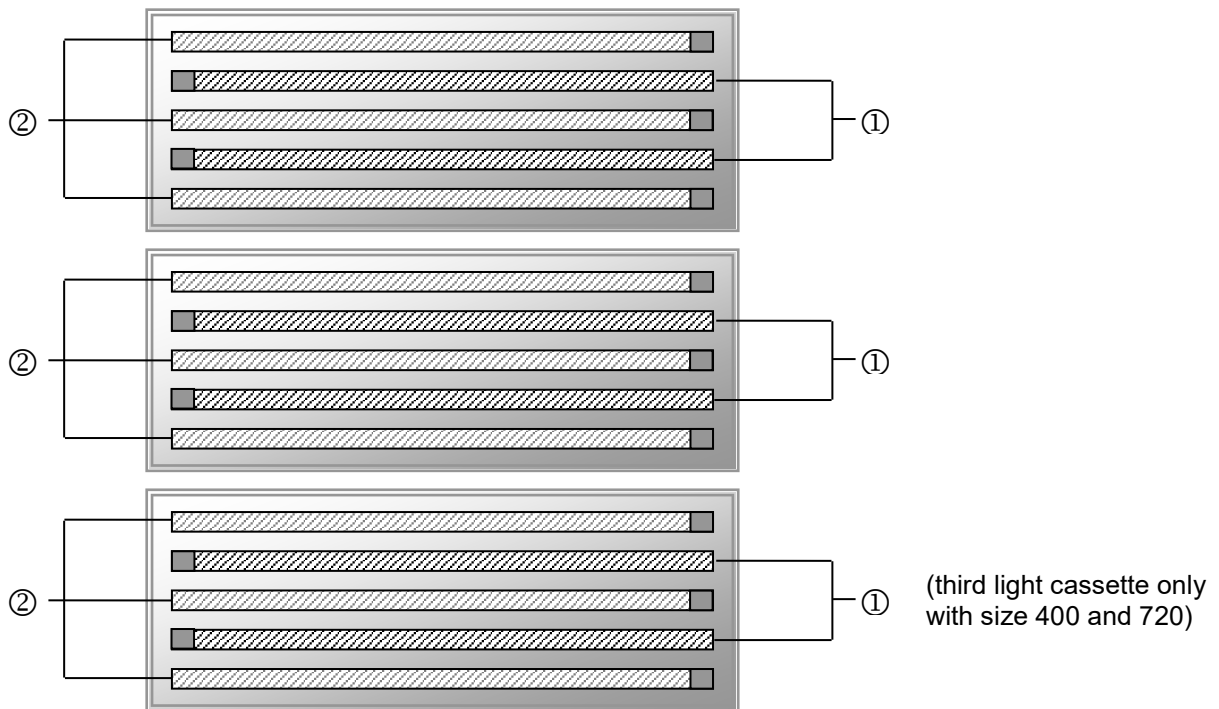 ② ①
② ①
② ① (third light cassette only
with size 400 and 720)